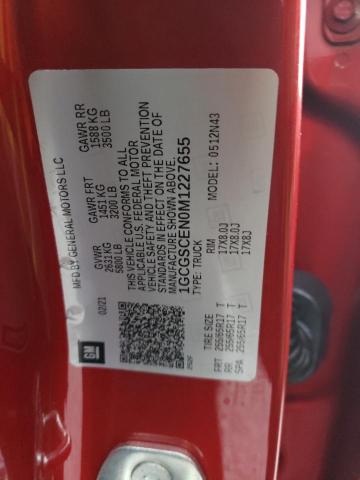 MFD BY GENERAL MOTORS LLC
02/21
GVWR
2631 KG
5800 LB
GAWR FRT
1451 KG
3200 LB
GAWR RR
1588 KG
3500 LB
GM
THIS VEHICLE CONFORMS TO ALL
APPLICABLE U.S. FEDERAL MOTOR
VEHICLE SAFETY AND THEFT PREVENTION
STANDARDS IN EFFECT ON THE DATE OF
MANUFACTURE SHOWN ABOVE.
1GCGSCEN0M1227655
TYPE: TRUCK
MODEL: 0512N43
TIRE SIZE RIM
FRT 255/65R17 T 17X8.0J
RR 255/65R17 T 17X8.0J
SPA 255/65R17 T 17X8J